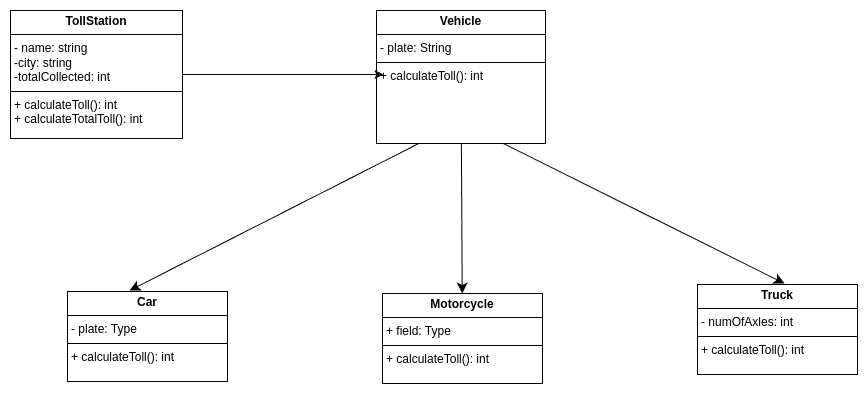 TollStation
- name: string
-city: string
-totalCollected: int
+ calculateToll(): int
+ calculateTotalToll(): int
Vehicle
- plate: String
+ calculateToll(): int
Car
- plate: Type
+ calculateToll(): int
Motorcycle
+ field: Type
+ calculateToll(): int
Truck
- numOfAxles: int
+ calculateToll(): int